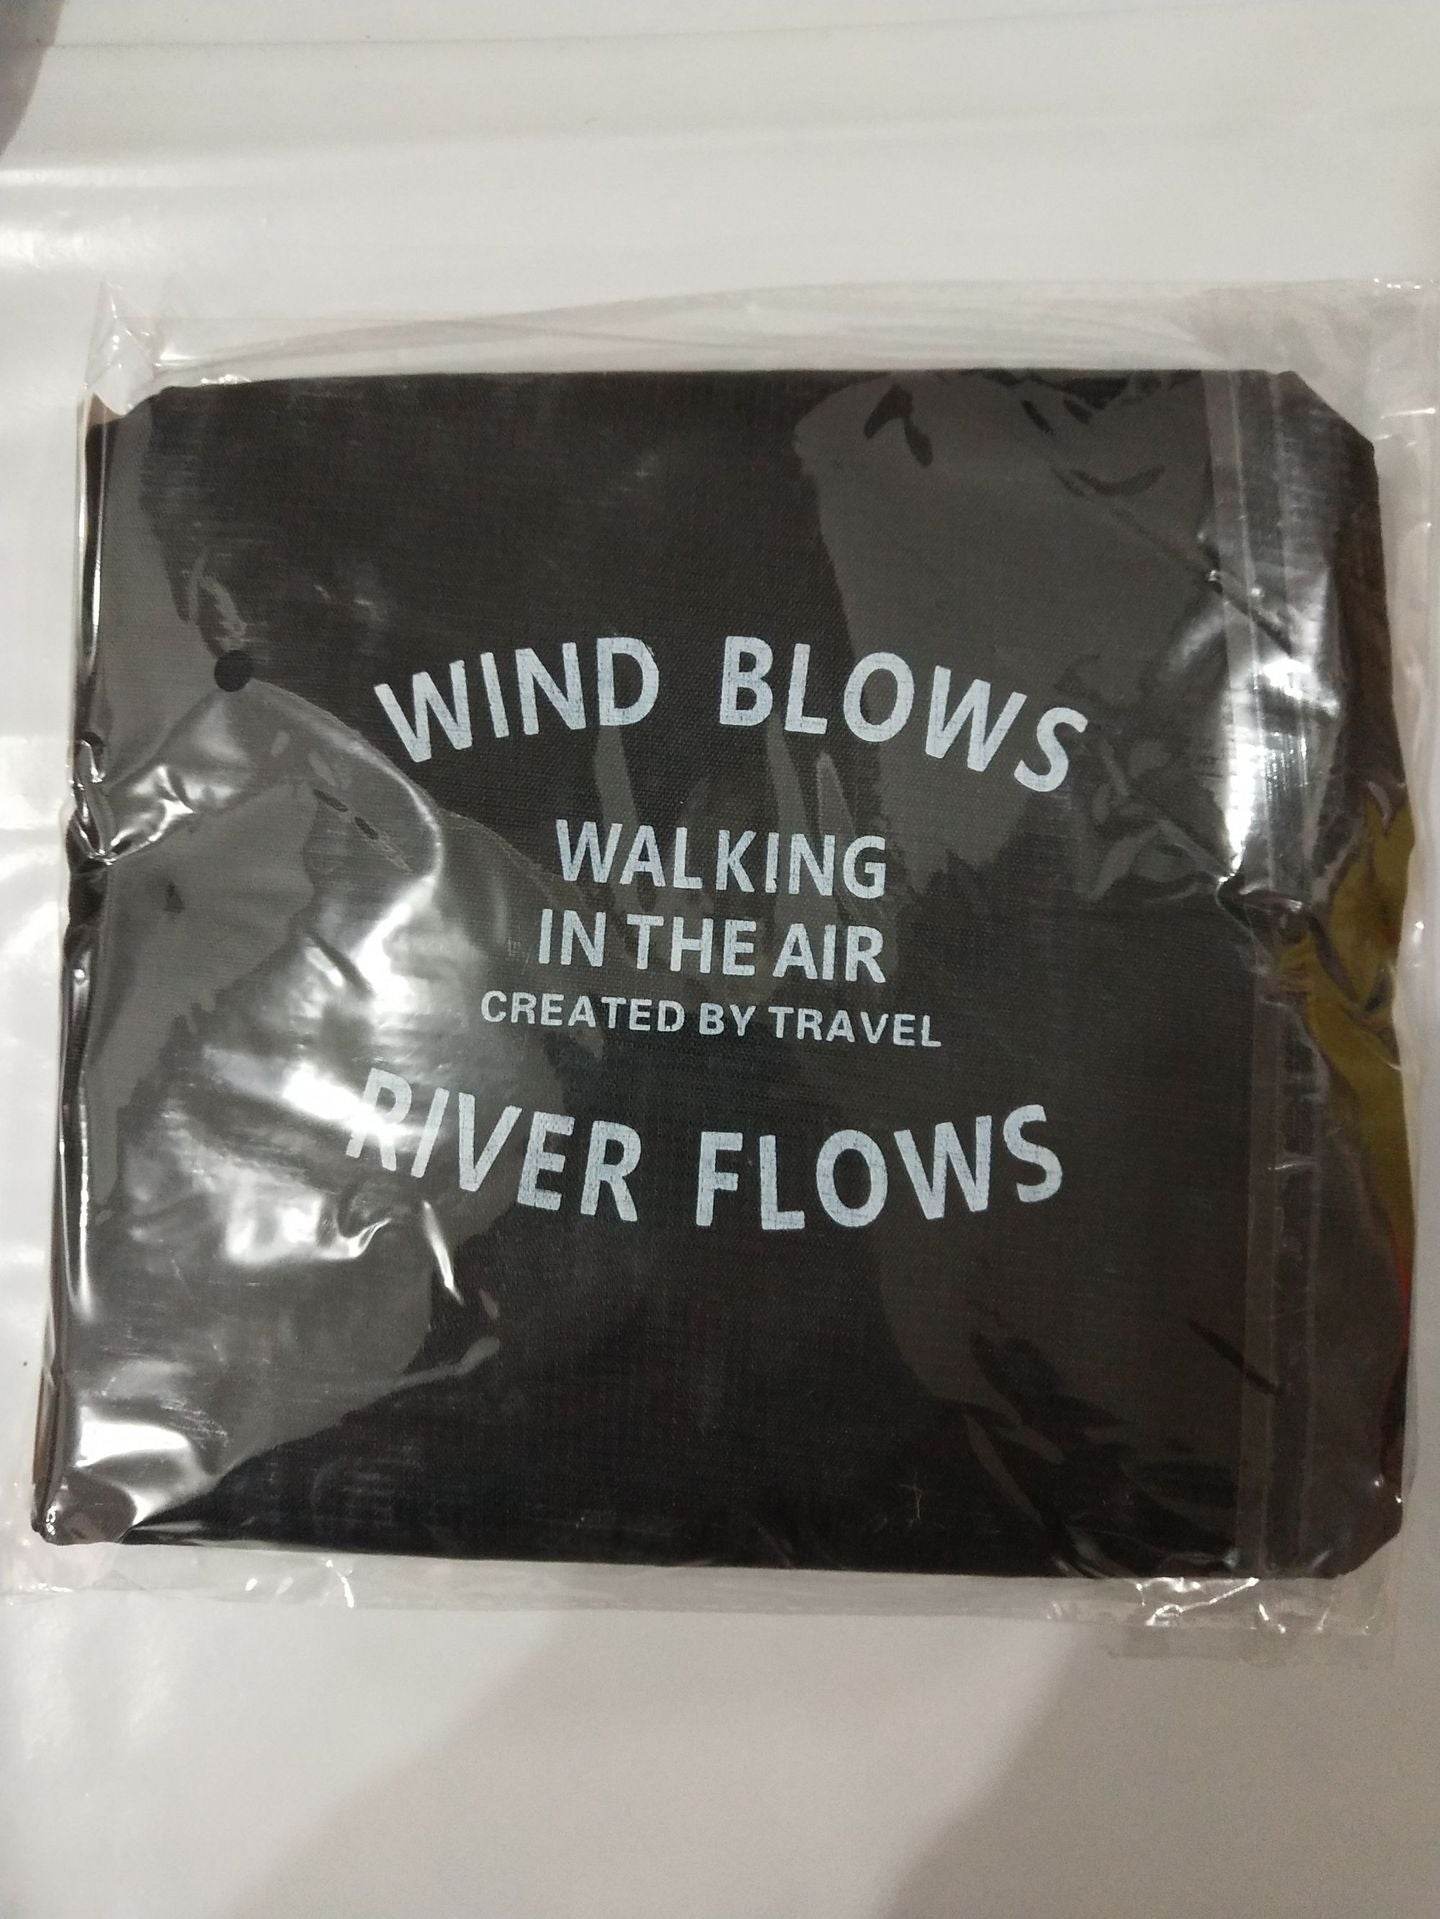 WIND BLOWS
WALKING
IN THE AIR
CREATED BY TRAVEL
RIVER FLOWS